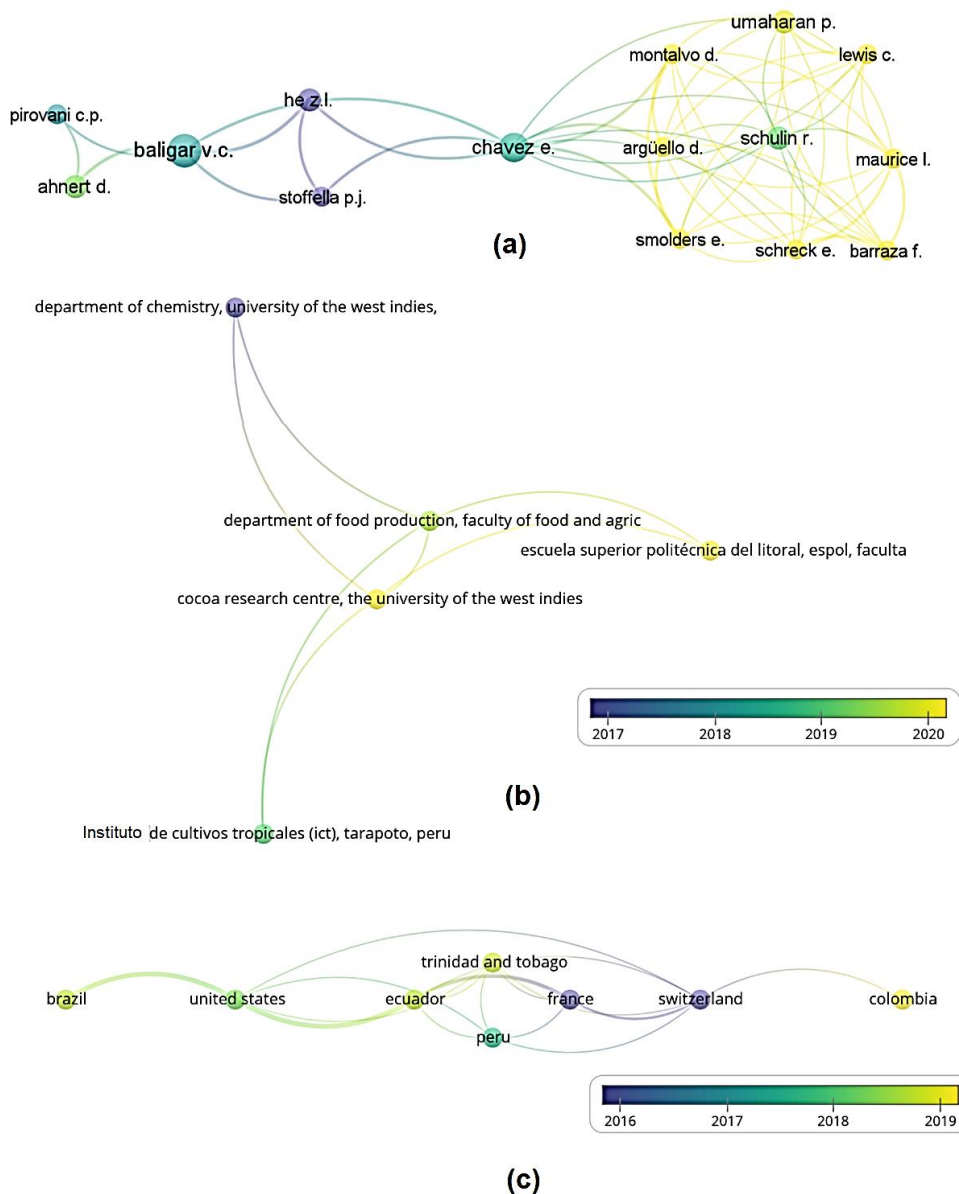 umaharan p.
montalvo d.
lewis c.
pirovani c.p.
he z.l.
baligar v.c.
chavez e.
argüello d.
schulin r.
maurice l.
ahnert d.
stoffella p.j.
smolders e.
schreck e.
barraza f.
(a)
department of chemistry, university of the west indies,
department of food production, faculty of food and agric
escuela superior politécnica del litoral, espol, faculta
cocoa research centre, the university of the west indies
2017 2018 2019 2020
(b)
Instituto de cultivos tropicales (ict), tarapoto, peru
trinidad and tobago
brazil united states ecuador france switzerland colombia
peru
2016 2017 2018 2019
(c)